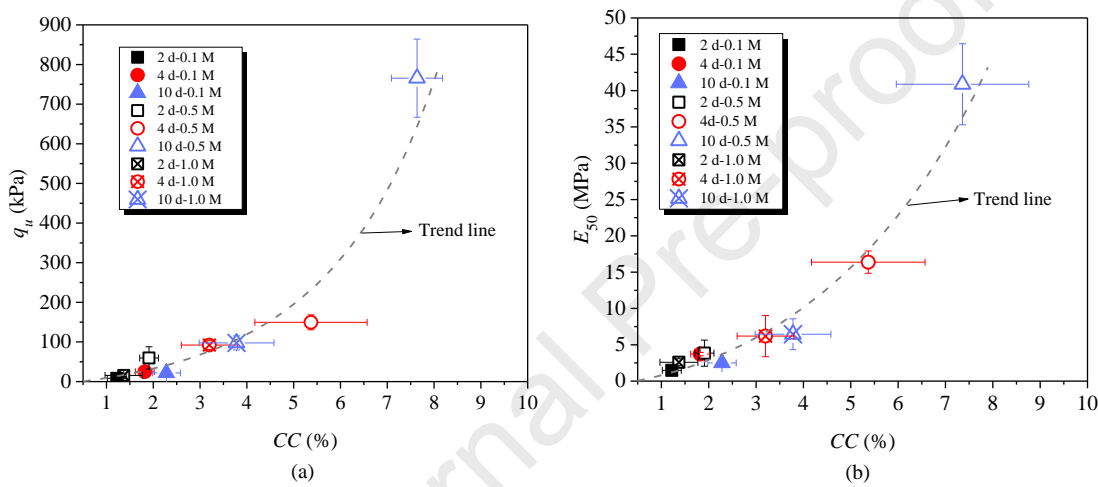 900
800
700
600
500
400
300
200
100
0
q_u (kPa)
2 d-0.1 M
4 d-0.1 M
10 d-0.1 M
2 d-0.5 M
4 d-0.5 M
10 d-0.5 M
2 d-1.0 M
4 d-1.0 M
10 d-1.0 M
Trend line
1 2 3 4 5 6 7 8 9 10
CC (%)
(a)
50
45
40
35
30
25
20
15
10
5
0
E_50 (MPa)
2 d-0.1 M
4 d-0.1 M
10 d-0.1 M
2 d-0.5 M
4d-0.5 M
10 d-0.5 M
2 d-1.0 M
4 d-1.0 M
10 d-1.0 M
Trend line
1 2 3 4 5 6 7 8 9 10
CC (%)
(b)
rnal Pre-proo